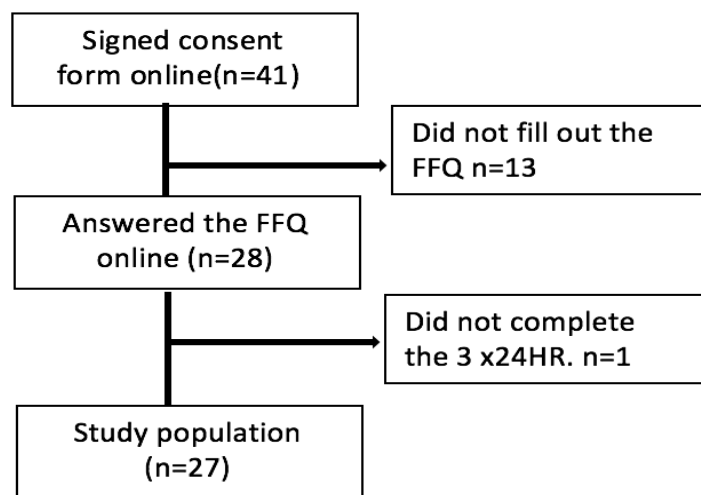 Signed consent
form online(n=41)
Did not fill out the
FFQ n=13
Answered the FFQ
online (n=28)
Did not complete
the 3 x24HR. n=1
Study population
(n=27)